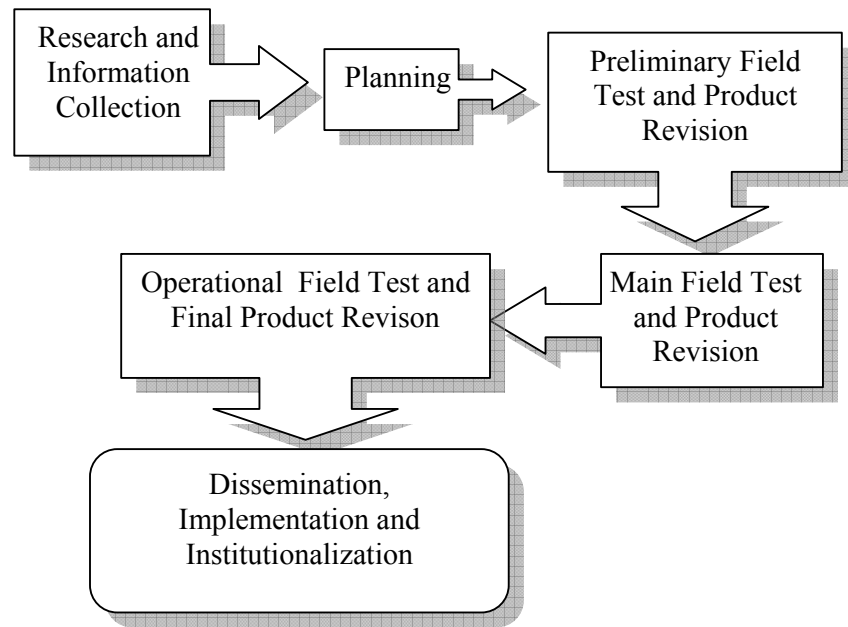 Research and
Information
Collection
Planning
Preliminary Field
Test and Product
Revision
Main Field Test
and Product
Revision
Operational  Field Test and
Final Product Revison
Dissemination,
Implementation and
Institutionalization